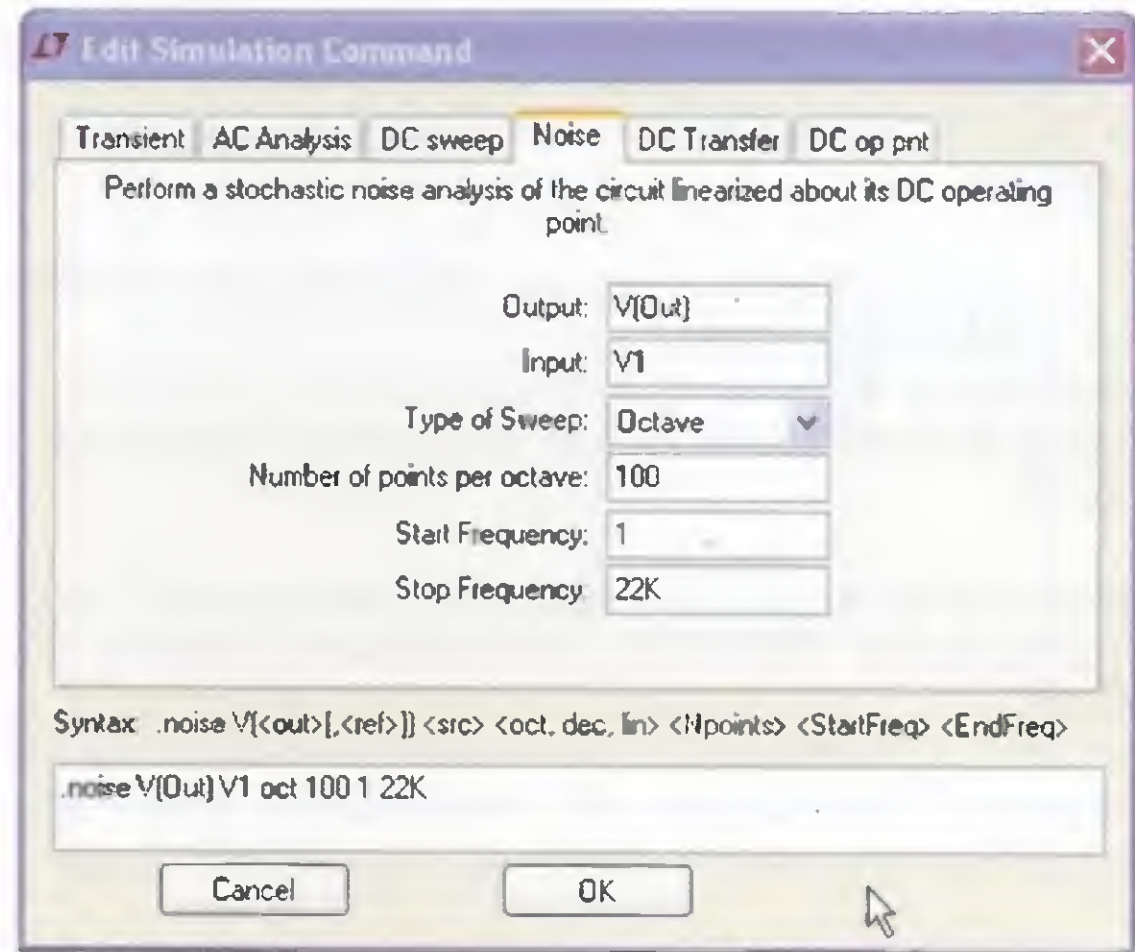 LT Edit Simulation Command
Transient AC Analysis DC sweep Noise DC Transfer DC op pnt
Perform a stochastic noise analysis of the circuit linearized about its DC operating
point.
Output: V(Out)
Input: V1
Type of Sweep: Octave
Number of points per octave: 100
Start Frequency: 1
Stop Frequency: 22K
Syntax: .noise V(<out>[,<ref>]) <src> <oct, dec, lin> <Npoints> <StartFreq> <EndFreq>
.noise V(Out) V1 oct 100 1 22K
Cancel OK